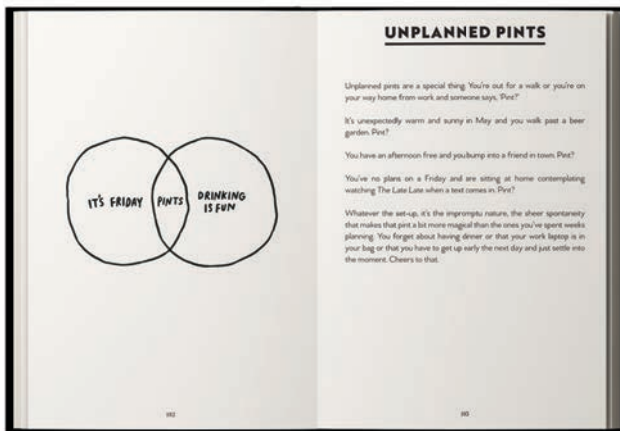 IT'S FRIDAY
PINTS
DRINKING
IS FUN
UNPLANNED PINTS
Unplanned pints are a special thing. You're out for a walk or you're on
your way home from work and someone says, 'Pint?'
It's unexpectedly warm and sunny in May and you walk past a beer
garden. Pint?
You have an afternoon free and you bump into a friend in town. Pint?
You've no plans on a Friday and are sitting at home contemplating
watching The Late Late when a text comes in. Pint?
Whatever the set-up, it's the impromptu nature, the sheer spontaneity
that makes that pint a bit more magical than the ones you've spent weeks
planning. You forget about having dinner or that your work laptop is in
your bag or that you have to get up early the next day and just settle into
the moment. Cheers to that.